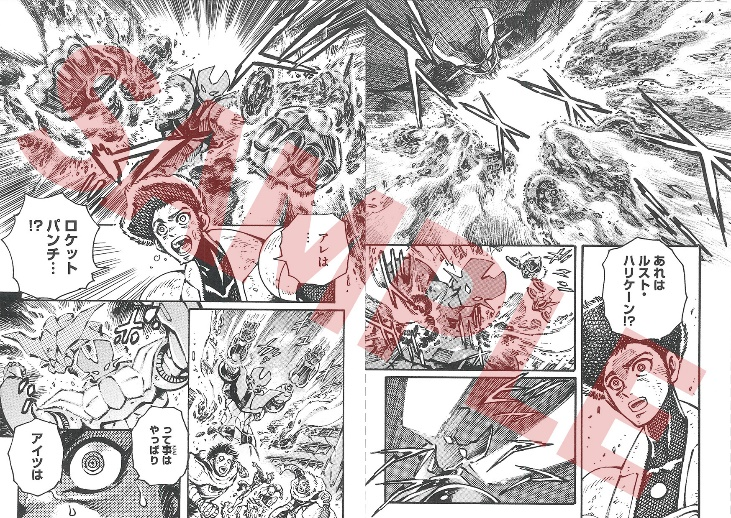 あれは
ルスト・
ハリケーン!?
アレは
…
ロケット
パンチ…
!?
って事は
やっぱり
アイツは
SAMPLE